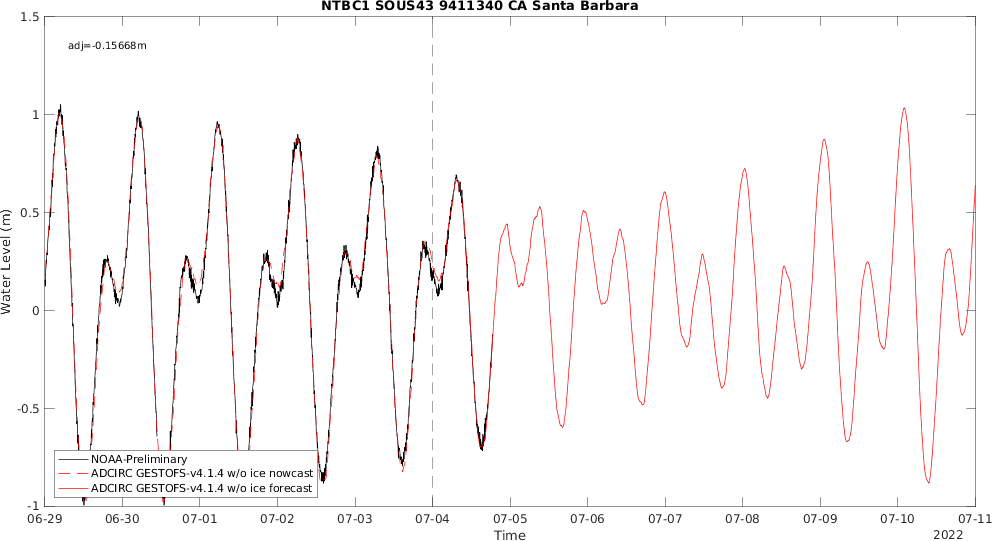 NTBC1 SOUS43 9411340 CA Santa Barbara
1.5
adj=-0.15668m
1
0.5
Water Level (m)
0
-0.5
NOAA-Preliminary
ADCIRC GESTOFS-v4.1.4 w/o ice nowcast
ADCIRC GESTOFS-v4.1.4 w/o ice forecast
-1
06-29 06-30 07-01 07-02 07-03 07-04 07-05 07-06 07-07 07-08 07-09 07-10 07-11
Time
2022